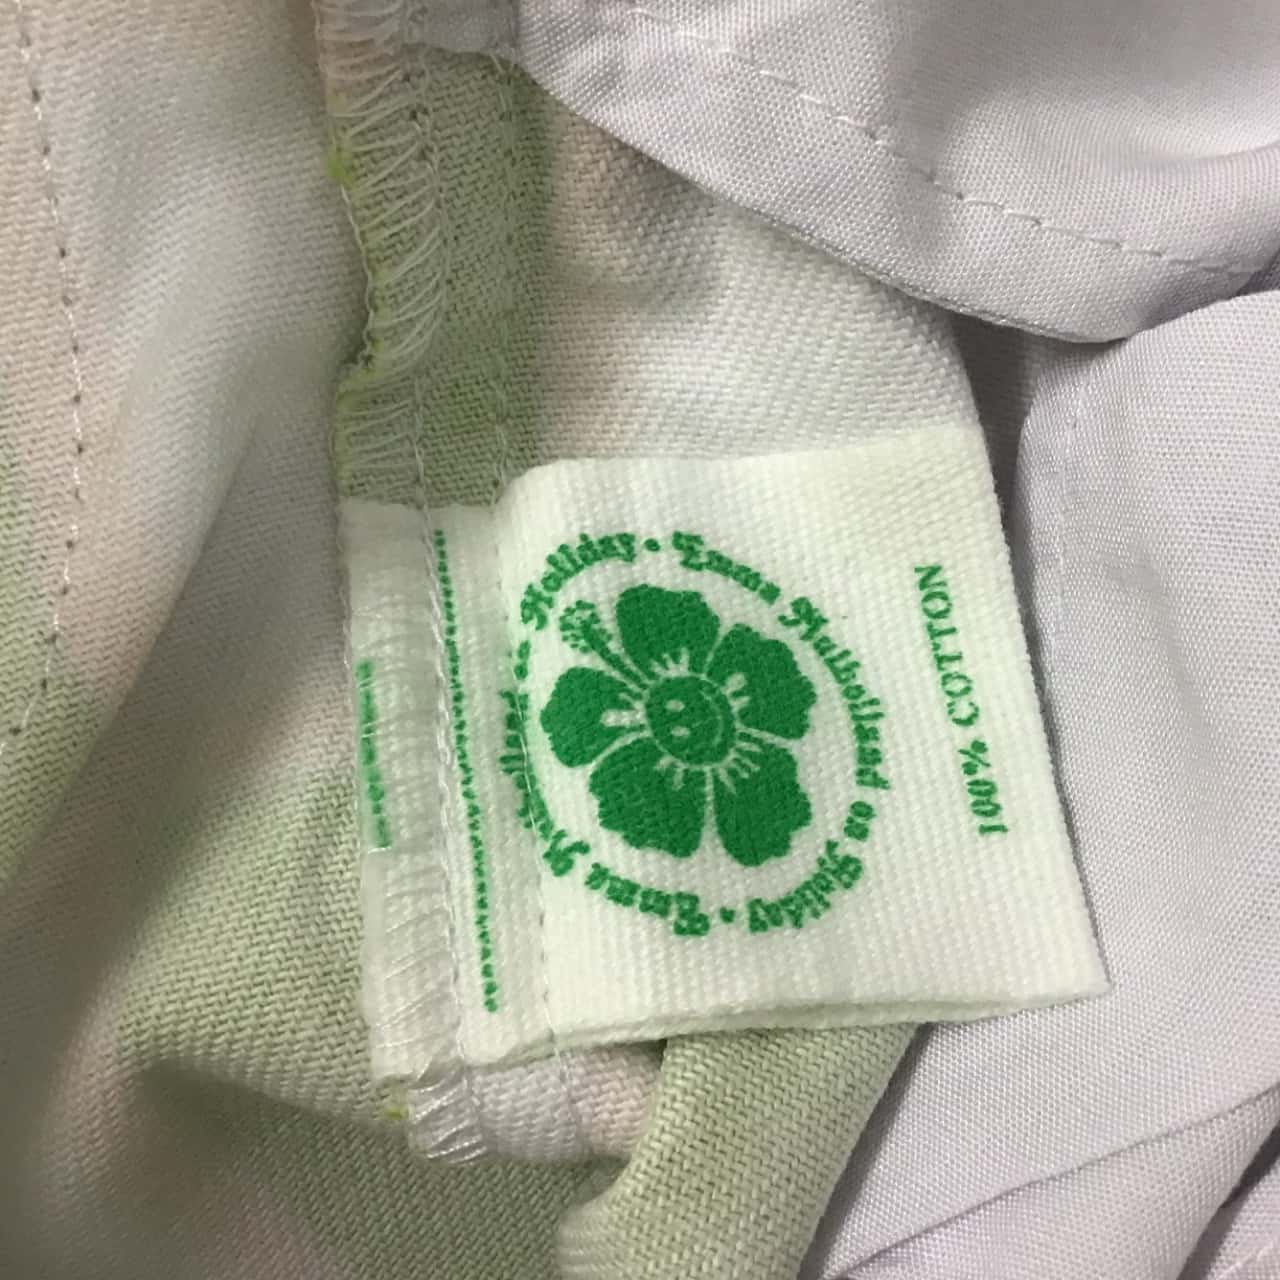 Emma Mulholland on Holiday • Emma Mulholland on Holiday •
100% COTTON